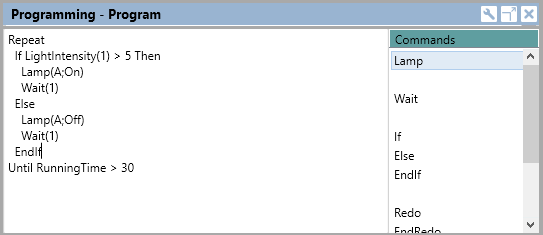 Programming - Program
Repeat
If LightIntensity(1) > 5 Then
Lamp(A;On)
Wait(1)
Else
Lamp(A;Off)
Wait(1)
EndIf
Until RunningTime > 30
Commands
Lamp
Wait
If
Else
EndIf
Redo
EndRedo